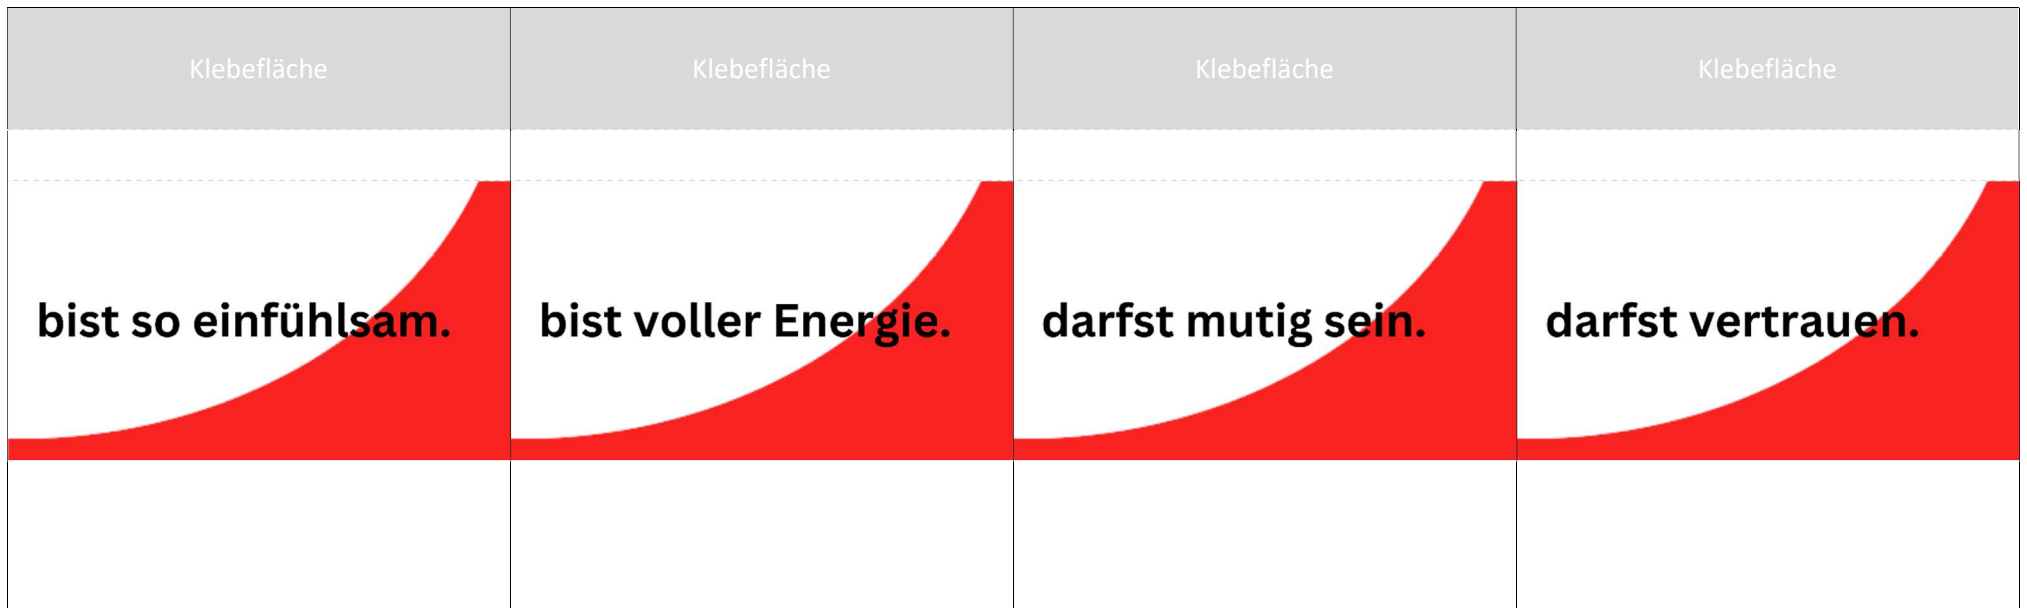 Klebefläche
Klebefläche
Klebefläche
Klebefläche
bist so einfühlsam.
bist voller Energie.
darfst mutig sein.
darfst vertrauen.